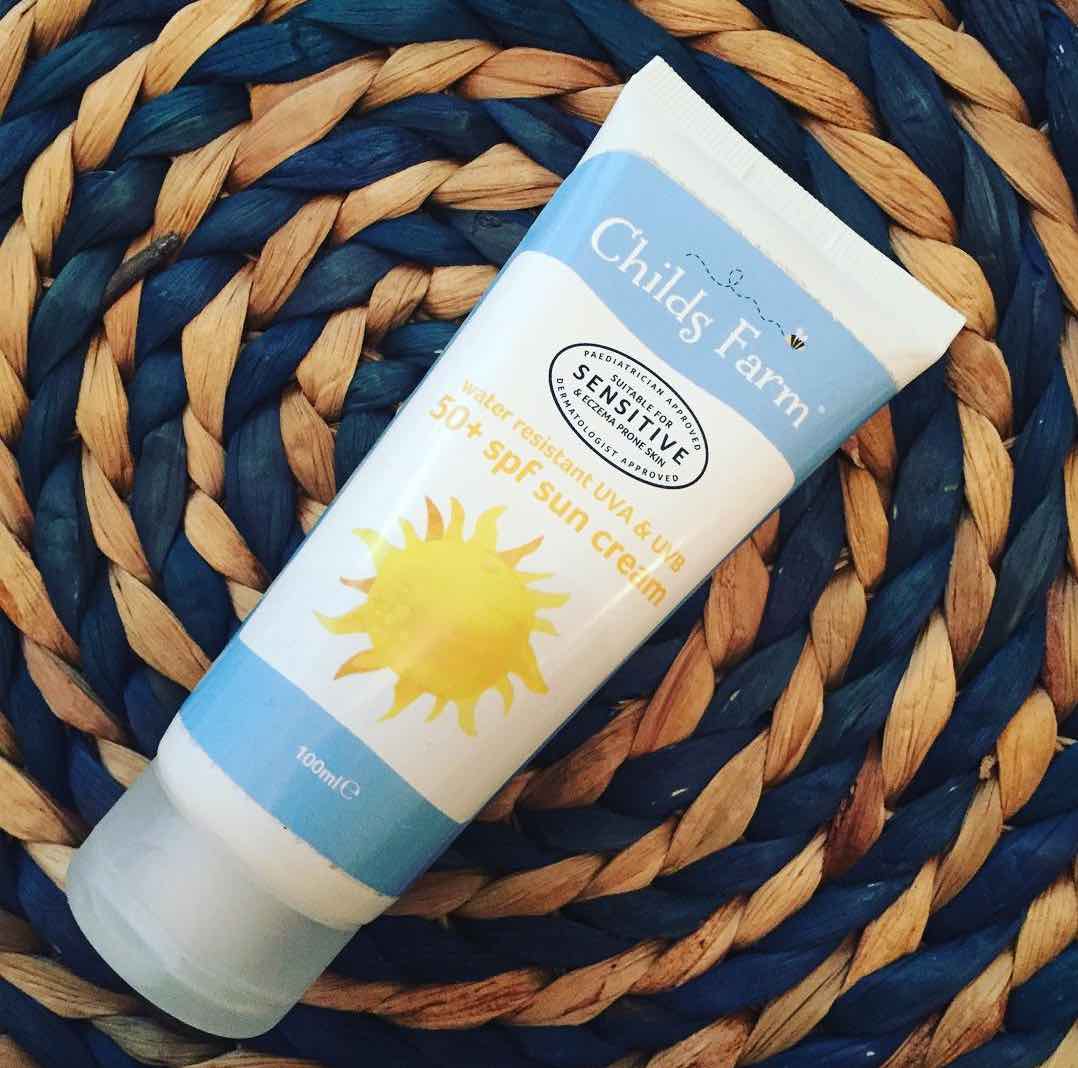 Childs Farm
PAEDIATRICIAN APPROVED
SUITABLE FOR
SENSITIVE
& ECZEMA PRONE SKIN
DERMATOLOGIST APPROVED
water resistant UVA & UVB
50+ spf sun cream
100ml℮